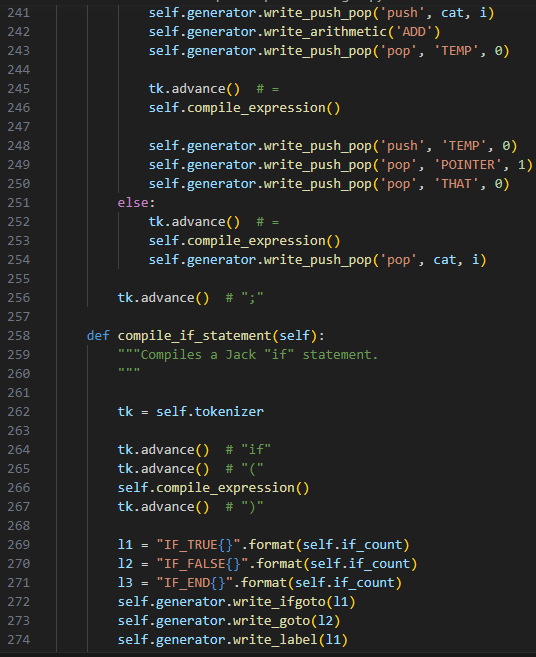 241                self.generator.write_push_pop('push', cat, i)
242                self.generator.write_arithmetic('ADD')
243                self.generator.write_push_pop('pop', 'TEMP', 0)
244
245                tk.advance()  # =
246                self.compile_expression()
247
248                self.generator.write_push_pop('push', 'TEMP', 0)
249                self.generator.write_push_pop('pop', 'POINTER', 1)
250                self.generator.write_push_pop('pop', 'THAT', 0)
251            else:
252                tk.advance()  # =
253                self.compile_expression()
254                self.generator.write_push_pop('pop', cat, i)
255
256            tk.advance()  # ";"
257
258        def compile_if_statement(self):
259            """Compiles a Jack "if" statement.
260            """
261
262            tk = self.tokenizer
263
264            tk.advance()  # "if"
265            tk.advance()  # "("
266            self.compile_expression()
267            tk.advance()  # ")"
268
269            l1 = "IF_TRUE{}".format(self.if_count)
270            l2 = "IF_FALSE{}".format(self.if_count)
271            l3 = "IF_END{}".format(self.if_count)
272            self.generator.write_ifgoto(l1)
273            self.generator.write_goto(l2)
274            self.generator.write_label(l1)